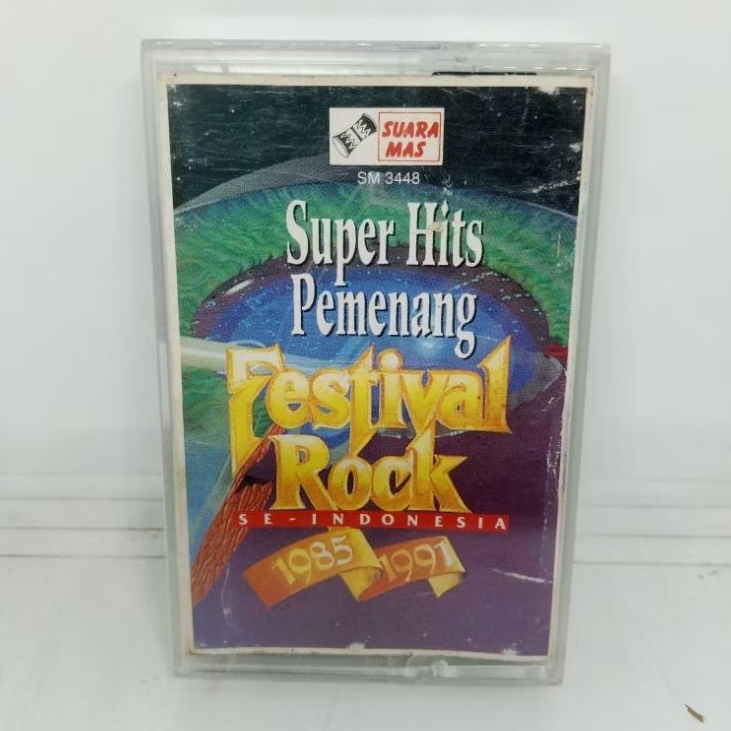 SUARA
MAS
SM 3448
Super Hits
Pemenang
Festival
Rock
SE-INDONESIA
1985 1991